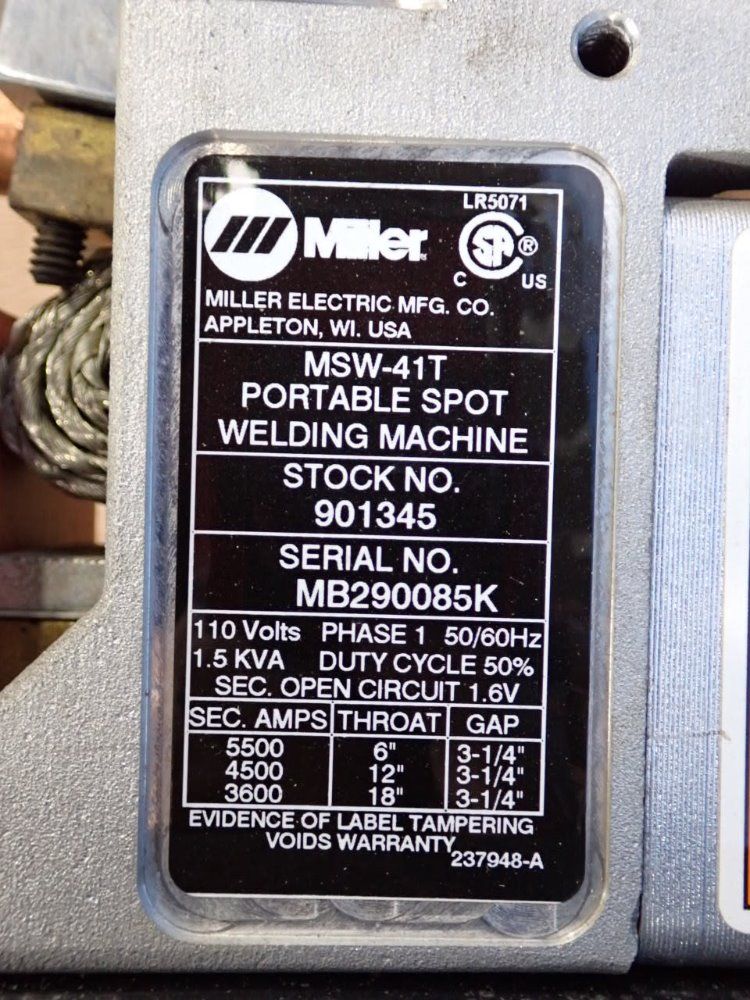 LR5071
Miller
SA ®
C US
MILLER ELECTRIC MFG. CO.
APPLETON, WI. USA
MSW-41T
PORTABLE SPOT
WELDING MACHINE
STOCK NO.
901345
SERIAL NO.
MB290085K
110 Volts PHASE 1 50/60Hz
1.5 KVA DUTY CYCLE 50%
SEC. OPEN CIRCUIT 1.6V
SEC. AMPS THROAT GAP
5500 6" 3-1/4"
4500 12" 3-1/4"
3600 18" 3-1/4"
EVIDENCE OF LABEL TAMPERING
VOIDS WARRANTY
237948-A